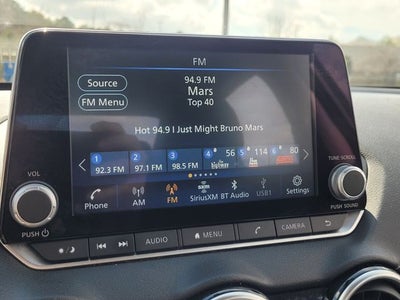 FM
Source
94.9 FM
Mars
FM Menu
Top 40
Hot 94.9 I Just Might Bruno Mars
1 2 3 4 56 5 114 6 80
92.3 FM 97.1 FM 98.5 FM
VOL
TUNE•SCROLL
Phone AM FM SiriusXM BT Audio USB1 Settings
PUSH PUSH SOUND
AUDIO MENU CAMERA